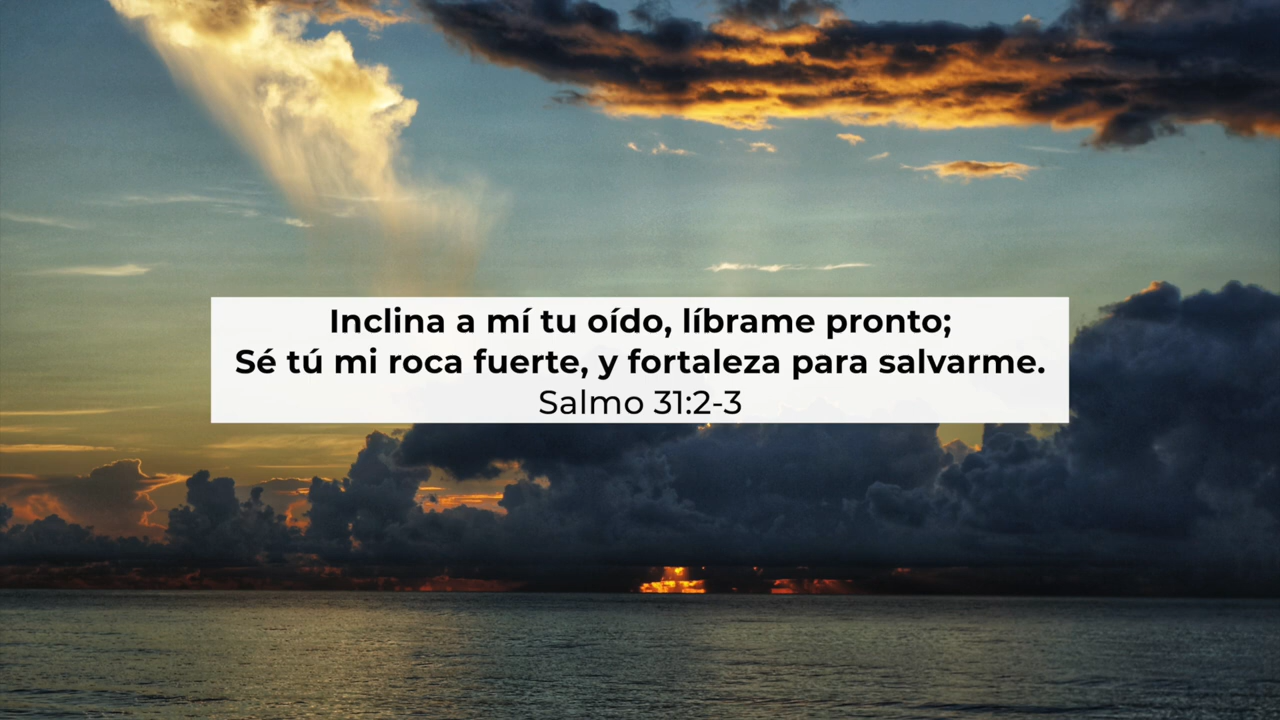 Inclina a mí tu oído, líbrame pronto;
Sé tú mi roca fuerte, y fortaleza para salvarme.
Salmo 31:2-3